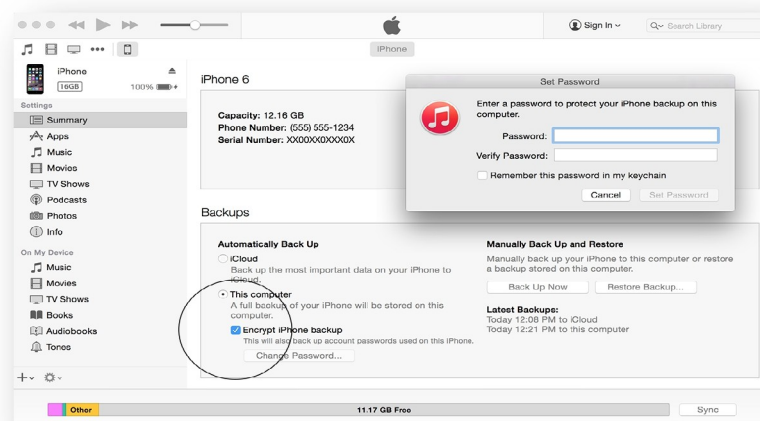 Sign In
Search Library
iPhone
iPhone
16GB
100%
Settings
Summary
Apps
Music
Movies
TV Shows
Podcasts
Photos
Info
On My Device
Music
Movies
TV Shows
Books
Audiobooks
Tones
iPhone 6
Capacity: 12.16 GB
Phone Number: (555) 555-1234
Serial Number: XX00XX0XXX0X
Set Password
Enter a password to protect your iPhone backup on this
computer.
Password:
Verify Password:
Remember this password in my keychain
Cancel
Set Password
Backups
Automatically Back Up
iCloud
Back up the most important data on your iPhone to
iCloud.
This computer
A full backup of your iPhone will be stored on this
computer.
Encrypt iPhone backup
This will also back up account passwords used on this iPhone.
Change Password...
Manually Back Up and Restore
Manually back up your iPhone to this computer or restore
a backup stored on this computer.
Back Up Now
Restore Backup...
Latest Backups:
Today 12:08 PM to iCloud
Today 12:21 PM to this computer
Other
11.17 GB Free
Sync